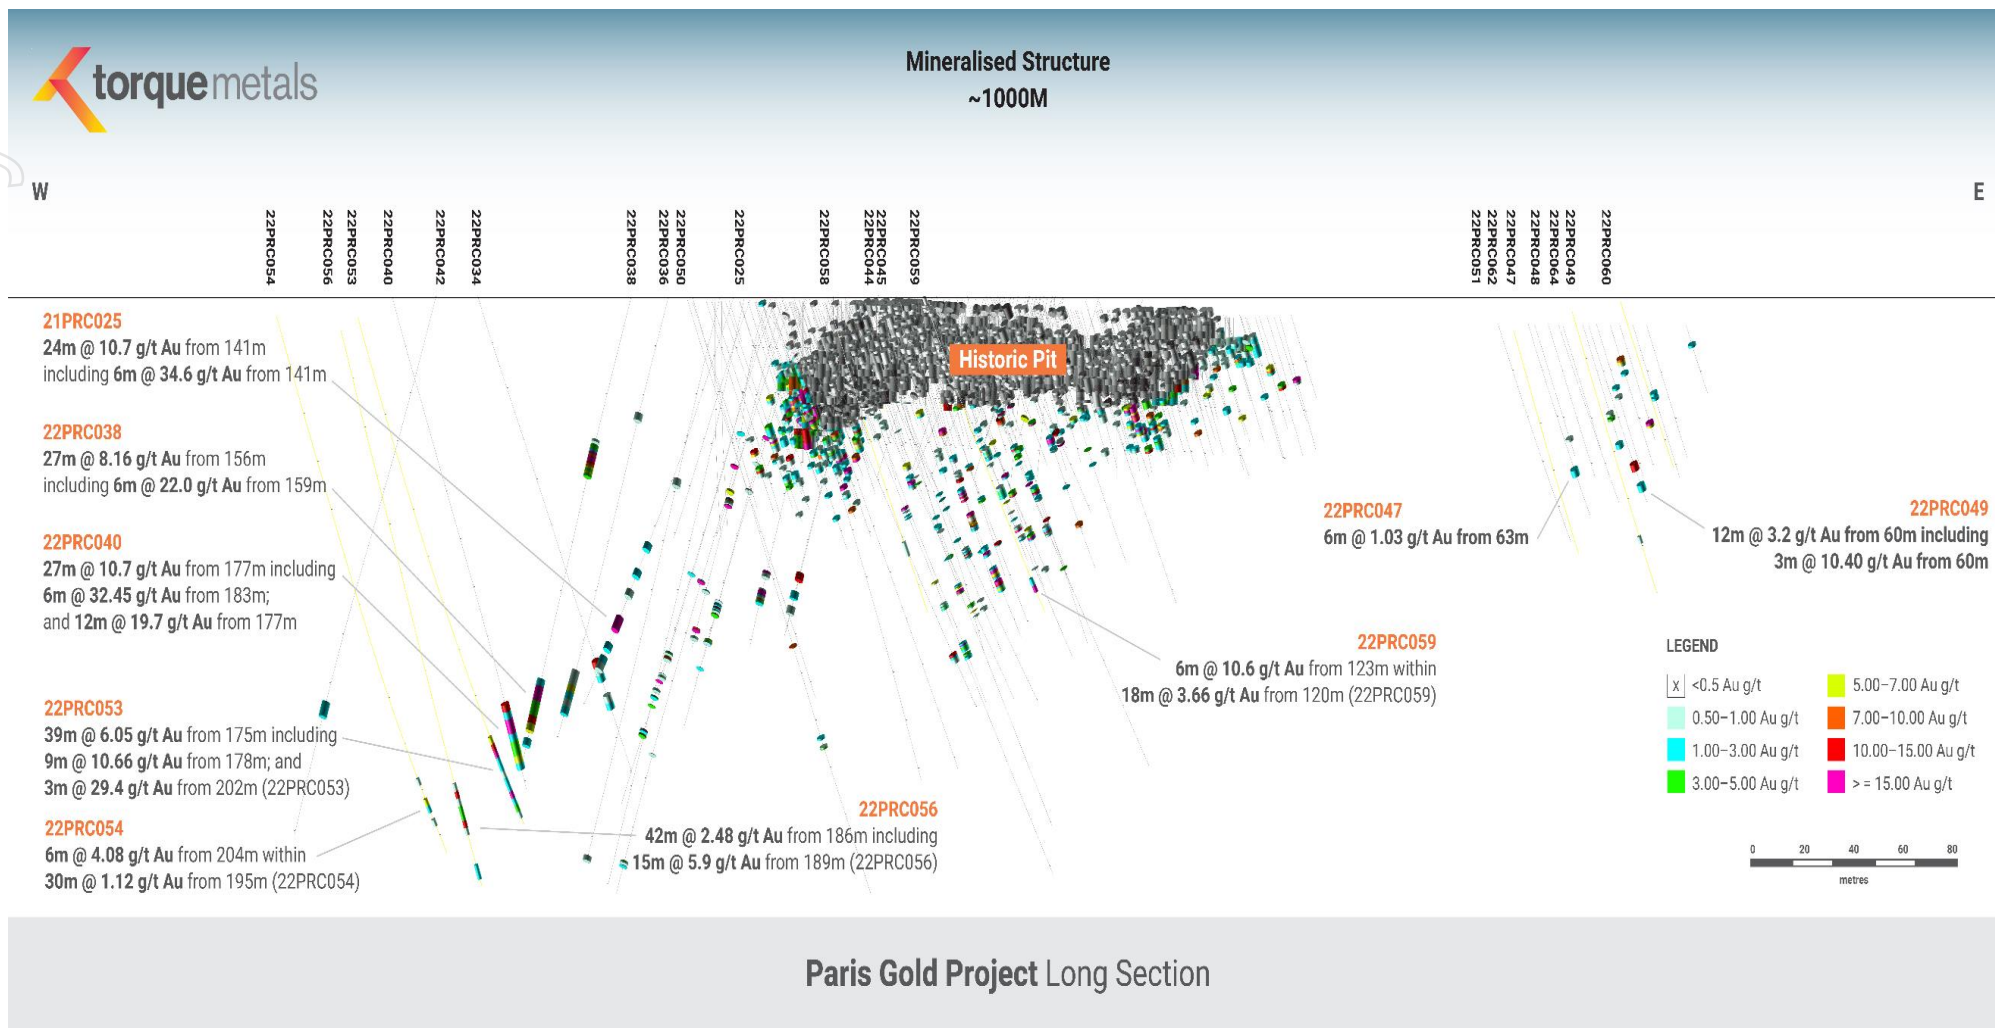 torquemetals
Mineralised Structure
~1000M
W
E
22PRC054
22PRC056
22PRC053
22PRC040
22PRC042
22PRC034
22PRC038
22PRC036
22PRC050
22PRC025
22PRC058
22PRC044
22PRC045
22PRC059
22PRC051
22PRC062
22PRC047
22PRC048
22PRC064
22PRC049
22PRC060
21PRC025
24m @ 10.7 g/t Au from 141m
including 6m @ 34.6 g/t Au from 141m
Historic Pit
22PRC038
27m @ 8.16 g/t Au from 156m
including 6m @ 22.0 g/t Au from 159m
22PRC040
27m @ 10.7 g/t Au from 177m including
6m @ 32.45 g/t Au from 183m;
and 12m @ 19.7 g/t Au from 177m
22PRC053
39m @ 6.05 g/t Au from 175m including
9m @ 10.66 g/t Au from 178m; and
3m @ 29.4 g/t Au from 202m (22PRC053)
22PRC054
6m @ 4.08 g/t Au from 204m within
30m @ 1.12 g/t Au from 195m (22PRC054)
22PRC056
42m @ 2.48 g/t Au from 186m including
15m @ 5.9 g/t Au from 189m (22PRC056)
22PRC059
6m @ 10.6 g/t Au from 123m within
18m @ 3.66 g/t Au from 120m (22PRC059)
22PRC047
6m @ 1.03 g/t Au from 63m
22PRC049
12m @ 3.2 g/t Au from 60m including
3m @ 10.40 g/t Au from 60m
LEGEND
x <0.5 Au g/t
0.50–1.00 Au g/t
1.00–3.00 Au g/t
3.00–5.00 Au g/t
5.00–7.00 Au g/t
7.00–10.00 Au g/t
10.00–15.00 Au g/t
> = 15.00 Au g/t
0 20 40 60 80
metres
Paris Gold Project Long Section